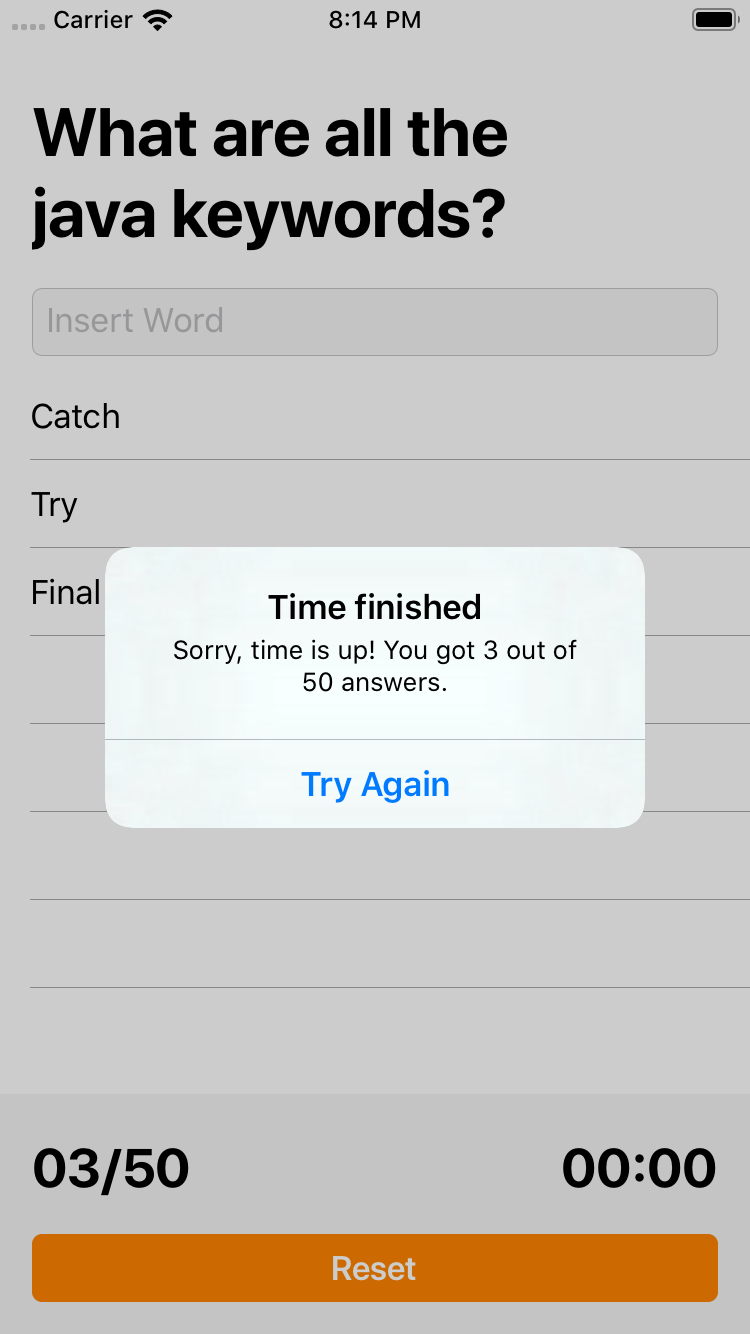 Carrier 8:14 PM
What are all the
java keywords?
Insert Word
Catch
Try
Final
Time finished
Sorry, time is up! You got 3 out of
50 answers.
Try Again
03/50 00:00
Reset